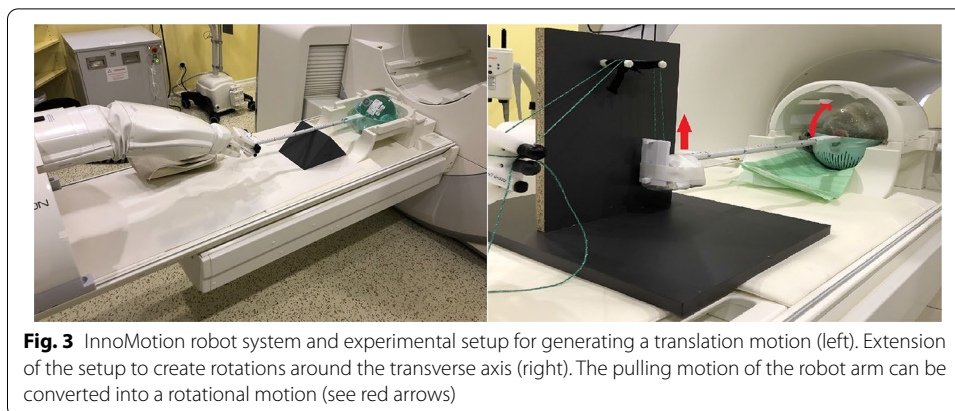 ON
Fig. 3 InnoMotion robot system and experimental setup for generating a translation motion (left). Extension
of the setup to create rotations around the transverse axis (right). The pulling motion of the robot arm can be
converted into a rotational motion (see red arrows)